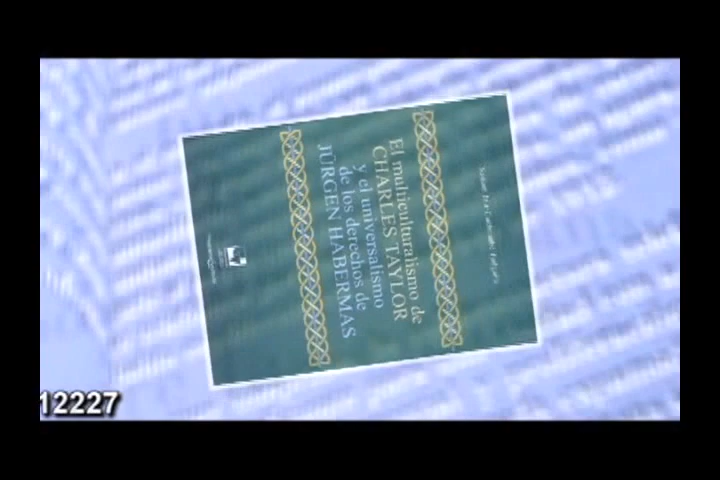 El multiculturalismo de
CHARLES TAYLOR
y el universalismo
de los derechos de
JÜRGEN HABERMAS
12227